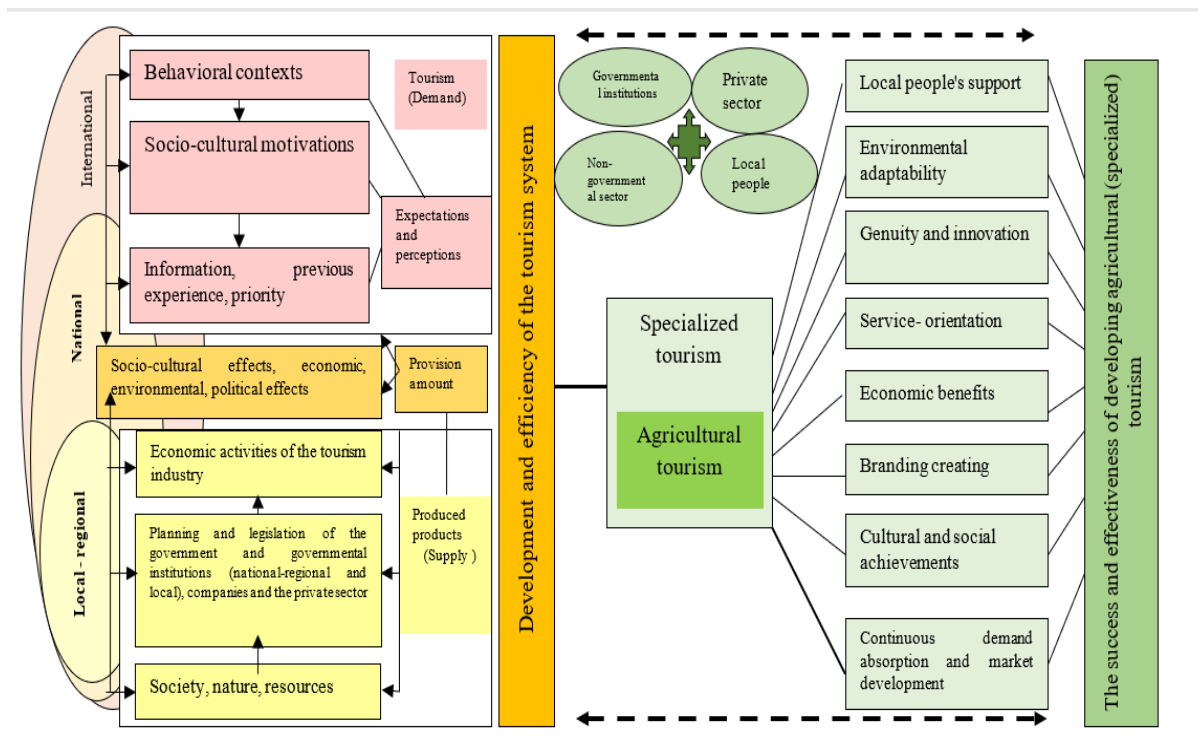 International
National
Local - regional
Behavioral contexts
Tourism
(Demand)
Socio-cultural motivations
Expectations
and
perceptions
Information, previous
experience, priority
Socio-cultural effects, economic,
environmental, political effects
Provision
amount
Economic activities of the tourism
industry
Planning and legislation of the
government and governmental
institutions (national-regional and
local), companies and the private sector
Produced
products
(Supply )
Society, nature, resources
Development and efficiency of the tourism system
Governmenta
l institutions
Private
sector
Non-
government
al sector
Local
people
Specialized
tourism
Agricultural
tourism
Local people's support
Environmental
adaptability
Genuity and innovation
Service- orientation
Economic benefits
Branding creating
Cultural and social
achievements
Continuous demand
absorption and market
development
The success and effectiveness of developing agricultural (specialized)
tourism